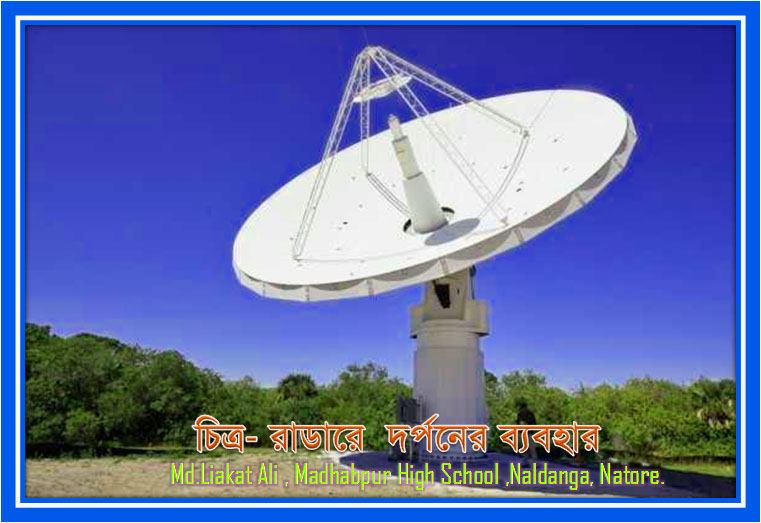 চিত্র- রাডারে দর্পনের ব্যবহার
Md.Liakat Ali , Madhabpur High School ,Naldanga, Natore.